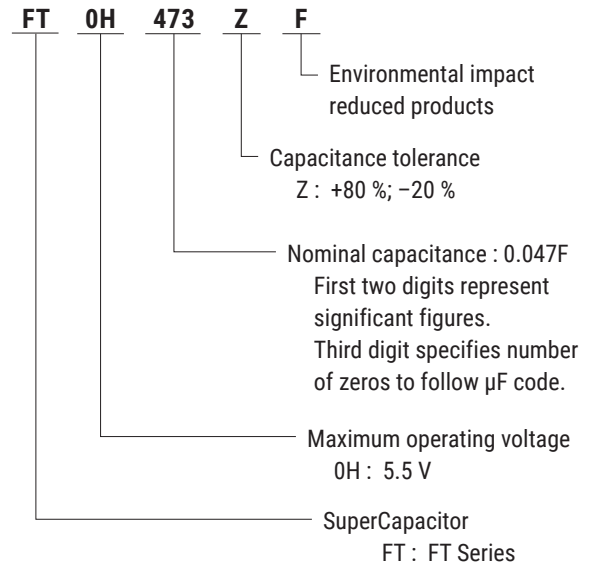 FT 0H 473 Z F
Environmental impact
reduced products
Capacitance tolerance
Z : +80 %; –20 %
Nominal capacitance : 0.047F
First two digits represent
significant figures.
Third digit specifies number
of zeros to follow µF code.
Maximum operating voltage
0H : 5.5 V
SuperCapacitor
FT : FT Series